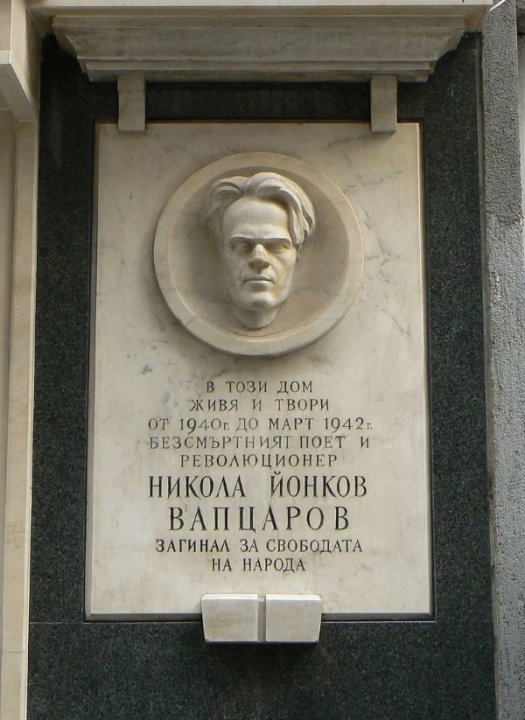 В ТОЗИ ДОМ
ЖИВЯ И ТВОРИ
ОТ 1940г. ДО МАРТ 1942г.
БЕЗСМЪРТНИЯТ ПОЕТ И
РЕВОЛЮЦИОНЕР
НИКОЛА ЙОНКОВ
ВАПЦАРОВ
ЗАГИНАЛ ЗА СВОБОДАТА
НА НАРОДА